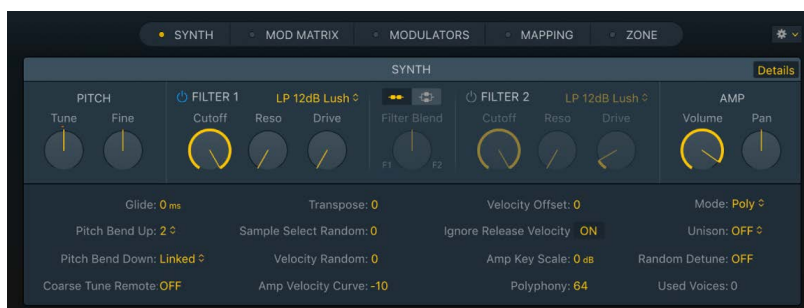 SYNTH MOD MATRIX MODULATORS MAPPING ZONE
SYNTH Details
PITCH FILTER 1 LP 12dB Lush FILTER 2 LP 12dB Lush AMP
Tune Fine Cutoff Reso Drive Filter Blend Cutoff Reso Drive Volume Pan
F1 F2
Glide: 0 ms Transpose: 0 Velocity Offset: 0 Mode: Poly
Pitch Bend Up: 2 Sample Select Random: 0 Ignore Release Velocity ON Unison: OFF
Pitch Bend Down: Linked Velocity Random: 0 Amp Key Scale: 0 dB Random Detune: OFF
Coarse Tune Remote: OFF Amp Velocity Curve: -10 Polyphony: 64 Used Voices: 0